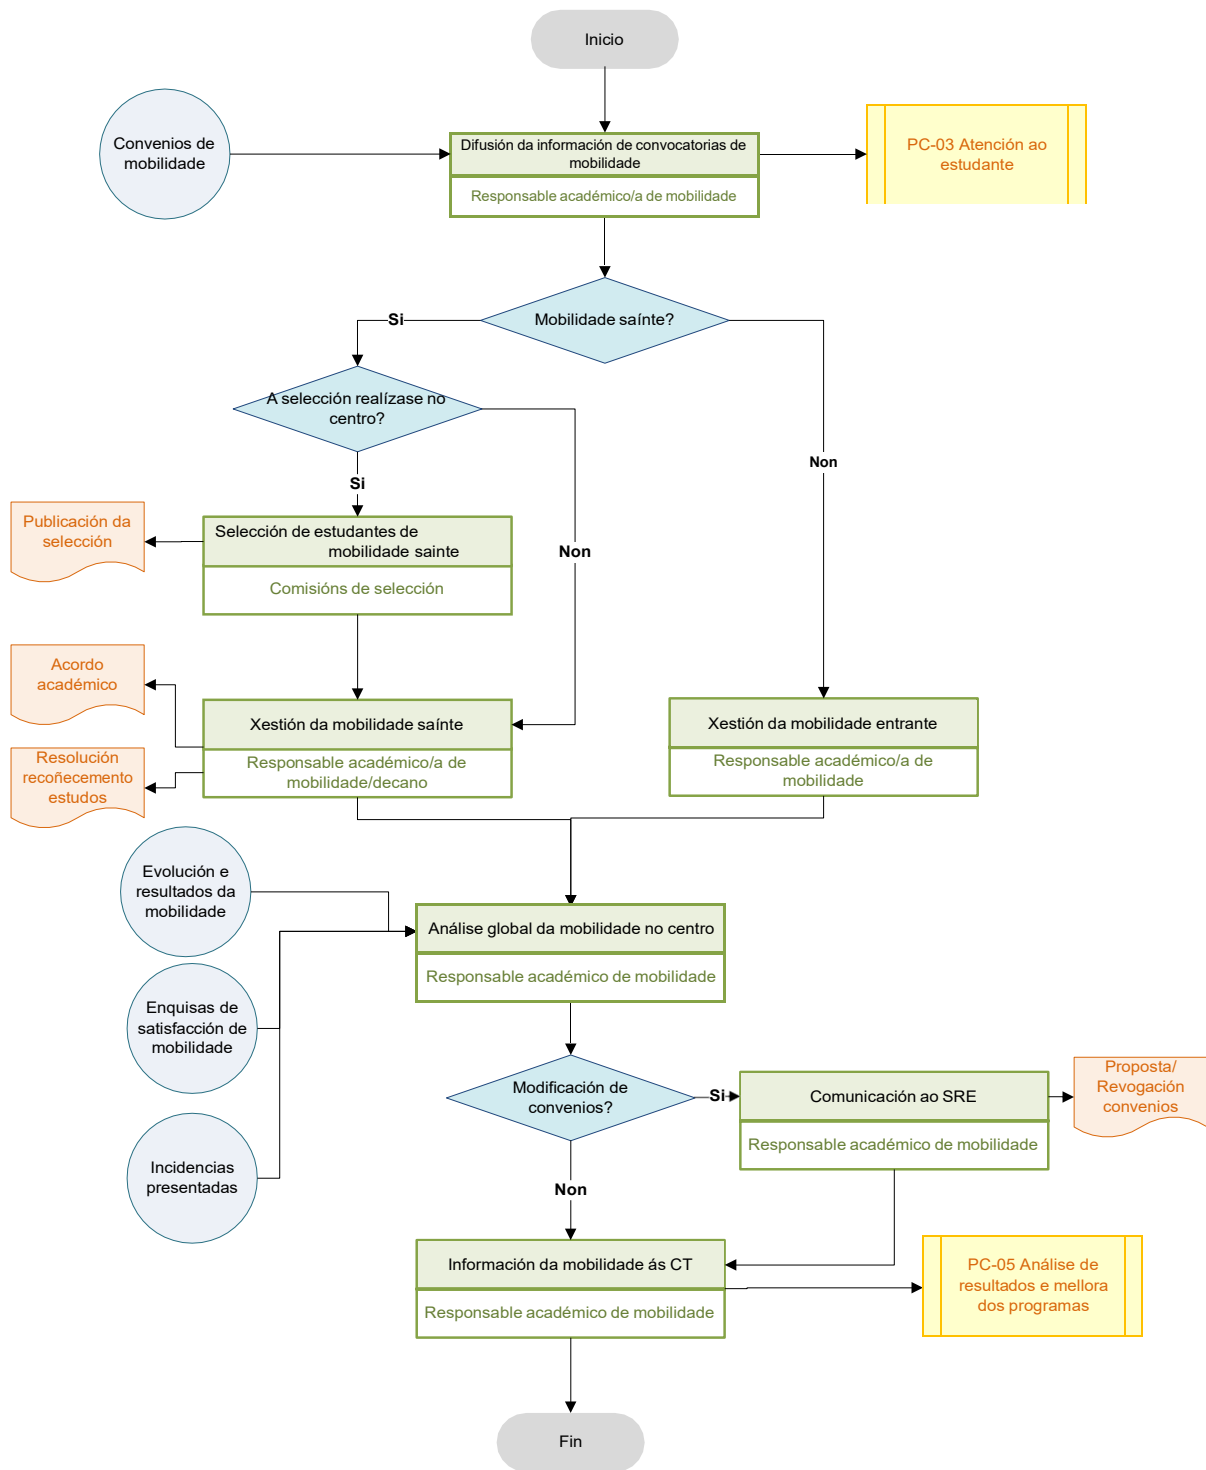 Inicio
Convenios de
mobilidade
Difusión da información de convocatorias de
mobilidade
Responsable académico/a de mobilidade
PC-03 Atención ao
estudante
Mobilidade saínte?
Si
Non
A selección realízase no
centro?
Si
Non
Publicación da
selección
Selección de estudantes de
mobilidade sainte
Comisións de selección
Acordo
académico
Resolución
recoñecemento
estudos
Xestión da mobilidade saínte
Responsable académico/a de
mobilidade/decano
Xestión da mobilidade entrante
Responsable académico/a de
mobilidade
Evolución e
resultados da
mobilidade
Enquisas de
satisfacción de
mobilidade
Incidencias
presentadas
Análise global da mobilidade no centro
Responsable académico de mobilidade
Modificación de
convenios?
Si
Non
Comunicación ao SRE
Responsable académico de mobilidade
Proposta/
Revogación
convenios
Información da mobilidade ás CT
Responsable académico de mobilidade
PC-05 Análise de
resultados e mellora
dos programas
Fin